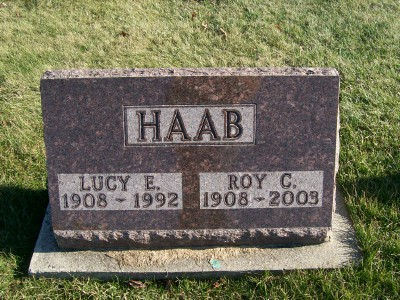 HAAB
LUCY E. ROY C.
1908 - 1992 1908 - 2003